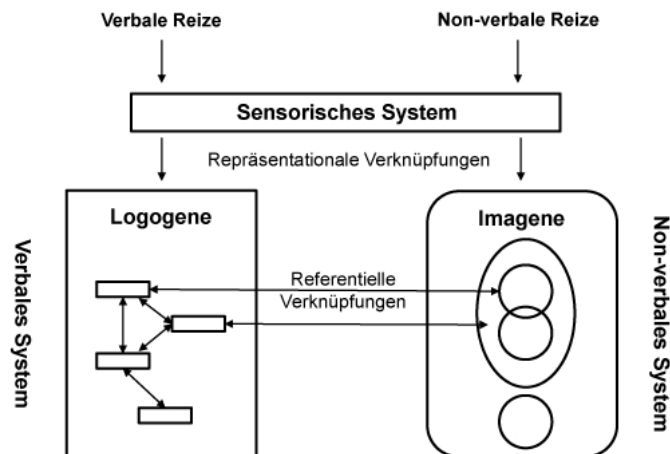 Verbale Reize
Non-verbale Reize
Sensorisches System
Repräsentationale Verknüpfungen
Logogene
Imagene
Verbales System
Referentielle
Verknüpfungen
Non-verbales System